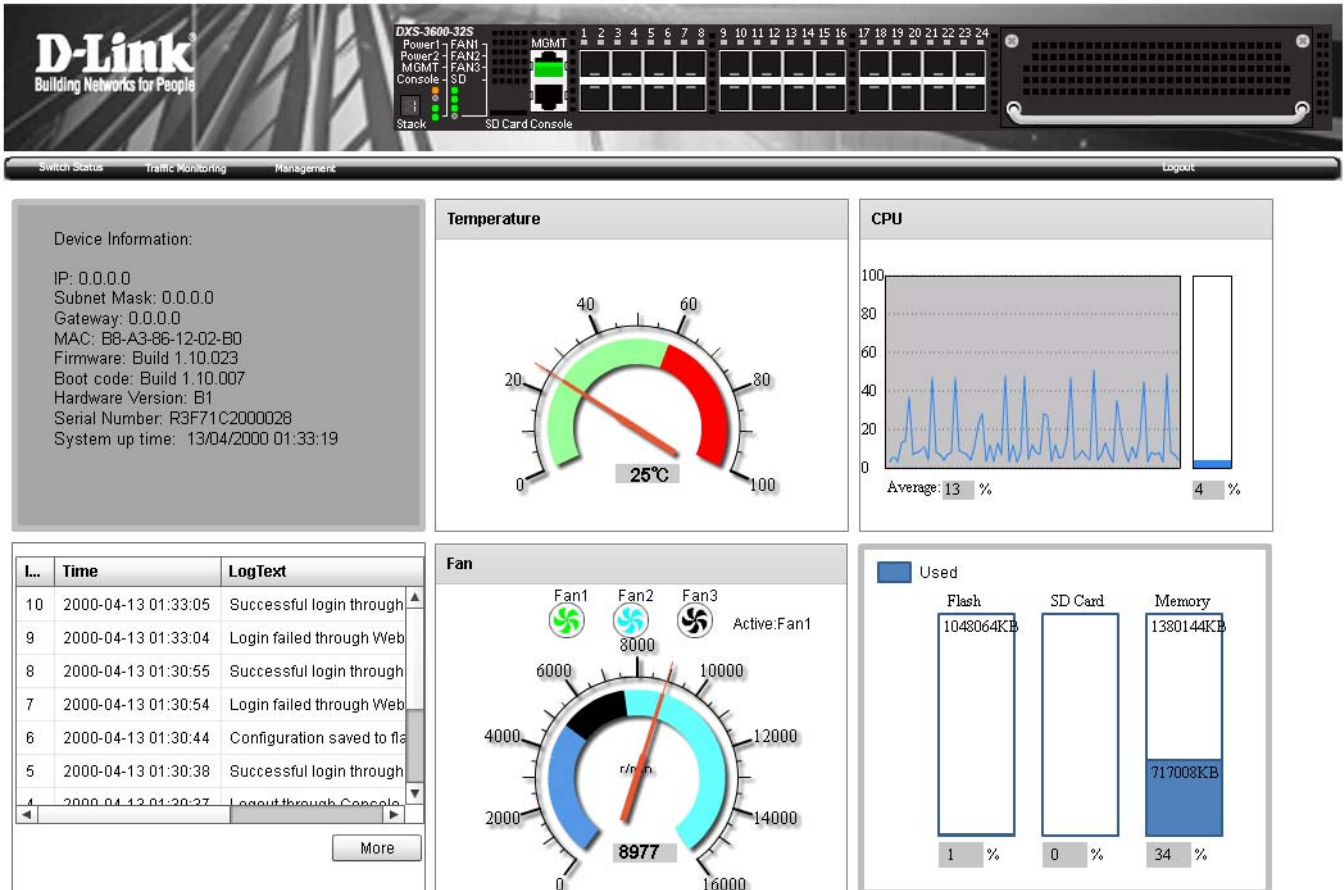 D-Link
Building Networks for People
DXS-3600-32S
Power1 FAN1
Power2 FAN2
MGMT FAN3
Console SD
Stack
SD Card Console
MGMT
1 2 3 4 5 6 7 8 9 10 11 12 13 14 15 16 17 18 19 20 21 22 23 24
Switch Status Traffic Monitoring Management Logout
Device Information:
IP: 0.0.0.0
Subnet Mask: 0.0.0.0
Gateway: 0.0.0.0
MAC: B8-A3-86-12-02-B0
Firmware: Build 1.10.023
Boot code: Build 1.10.007
Hardware Version: B1
Serial Number: R3F71C2000028
System up time: 13/04/2000 01:33:19
Temperature
0 20 40 60 80 100
25℃
CPU
100
80
60
40
20
0
Average: 13 %
4 %
I... Time LogText
10 2000-04-13 01:33:05 Successful login through
9 2000-04-13 01:33:04 Login failed through Web
8 2000-04-13 01:30:55 Successful login through
7 2000-04-13 01:30:54 Login failed through Web
6 2000-04-13 01:30:44 Configuration saved to fla
5 2000-04-13 01:30:38 Successful login through
4 2000-04-13 01:30:37 Logout through Console
More
Fan
Fan1 Fan2 Fan3
Active:Fan1
0 2000 4000 6000 8000 10000 12000 14000 16000
r/min
8977
Used
Flash SD Card Memory
1048064KB 1380144KB
717008KB
1 % 0 % 34 %